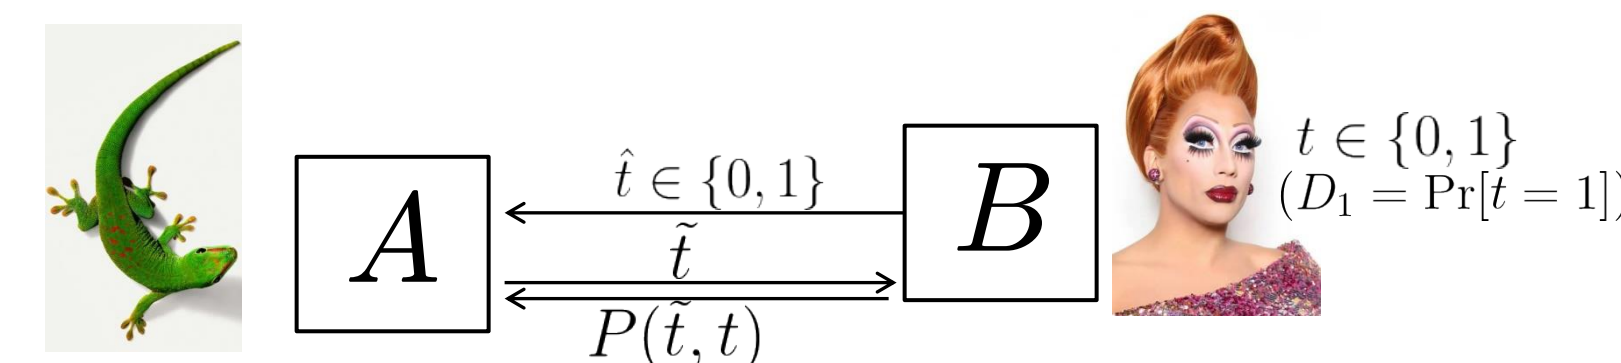 A
t̂ ∈ {0, 1}
t̃
P(t̃, t)
B
t ∈ {0, 1}
(D₁ = Pr[t = 1])